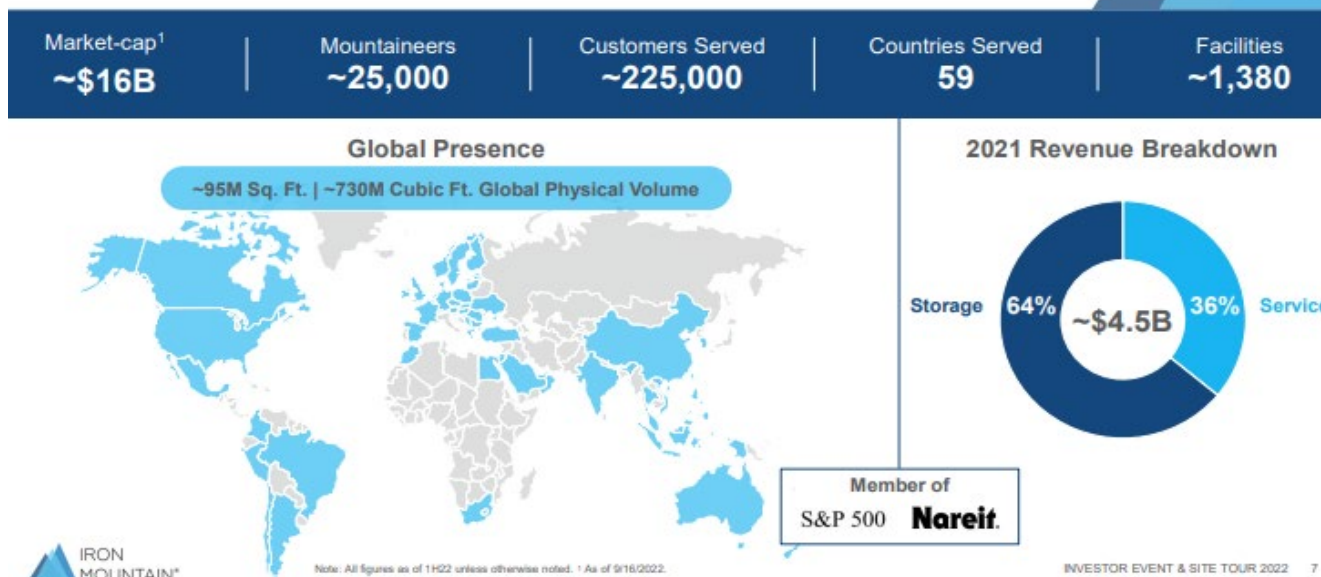 Market-cap¹
~$16B
Mountaineers
~25,000
Customers Served
~225,000
Countries Served
59
Facilities
~1,380
Global Presence
~95M Sq. Ft. | ~730M Cubic Ft. Global Physical Volume
2021 Revenue Breakdown
Storage
64%
~$4.5B
36%
Servic
Member of
S&P 500 Nareit.
IRON
MOUNTAIN®
Note: All figures as of 1H22 unless otherwise noted. ¹ As of 9/16/2022.
INVESTOR EVENT & SITE TOUR 2022 7